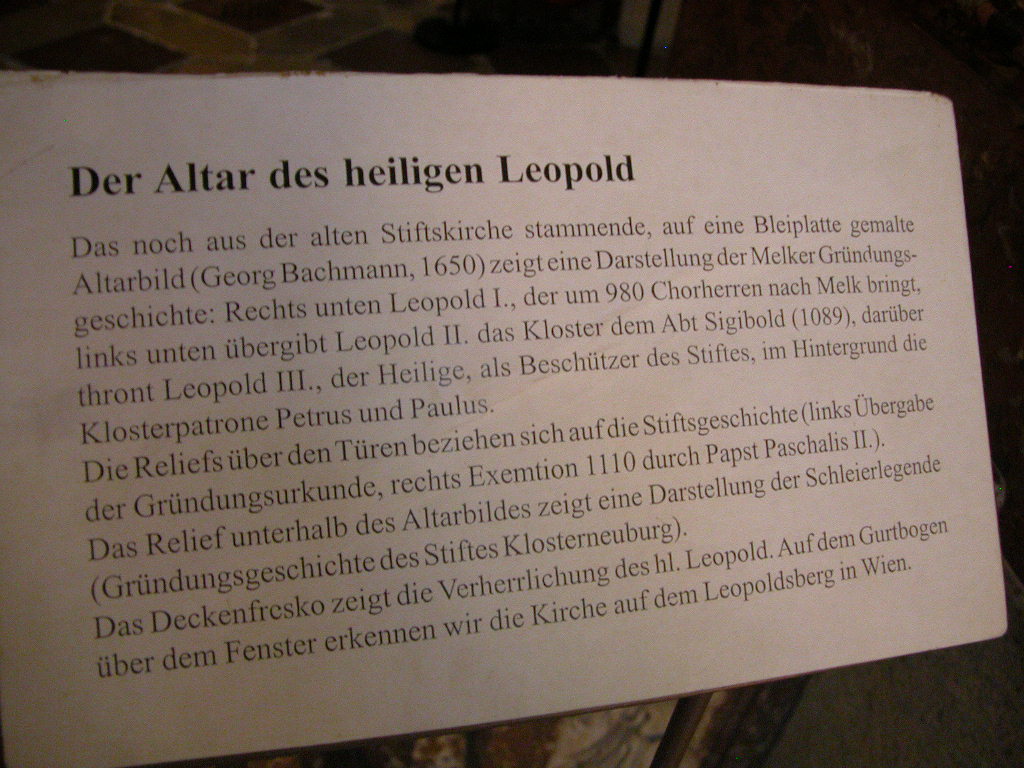 Der Altar des heiligen Leopold
Das noch aus der alten Stiftskirche stammende, auf eine Bleiplatte gemalte
Altarbild (Georg Bachmann, 1650) zeigt eine Darstellung der Melker Gründungs-
geschichte: Rechts unten Leopold I., der um 980 Chorherren nach Melk bringt,
links unten übergibt Leopold II. das Kloster dem Abt Sigibold (1089), darüber
thront Leopold III., der Heilige, als Beschützer des Stiftes, im Hintergrund die
Klosterpatrone Petrus und Paulus.
Die Reliefs über den Türen beziehen sich auf die Stiftsgeschichte (links Übergabe
der Gründungsurkunde, rechts Exemtion 1110 durch Papst Paschalis II.).
Das Relief unterhalb des Altarbildes zeigt eine Darstellung der Schleierlegende
(Gründungsgeschichte des Stiftes Klosterneuburg).
Das Deckenfresko zeigt die Verherrlichung des hl. Leopold. Auf dem Gurtbogen
über dem Fenster erkennen wir die Kirche auf dem Leopoldsberg in Wien.